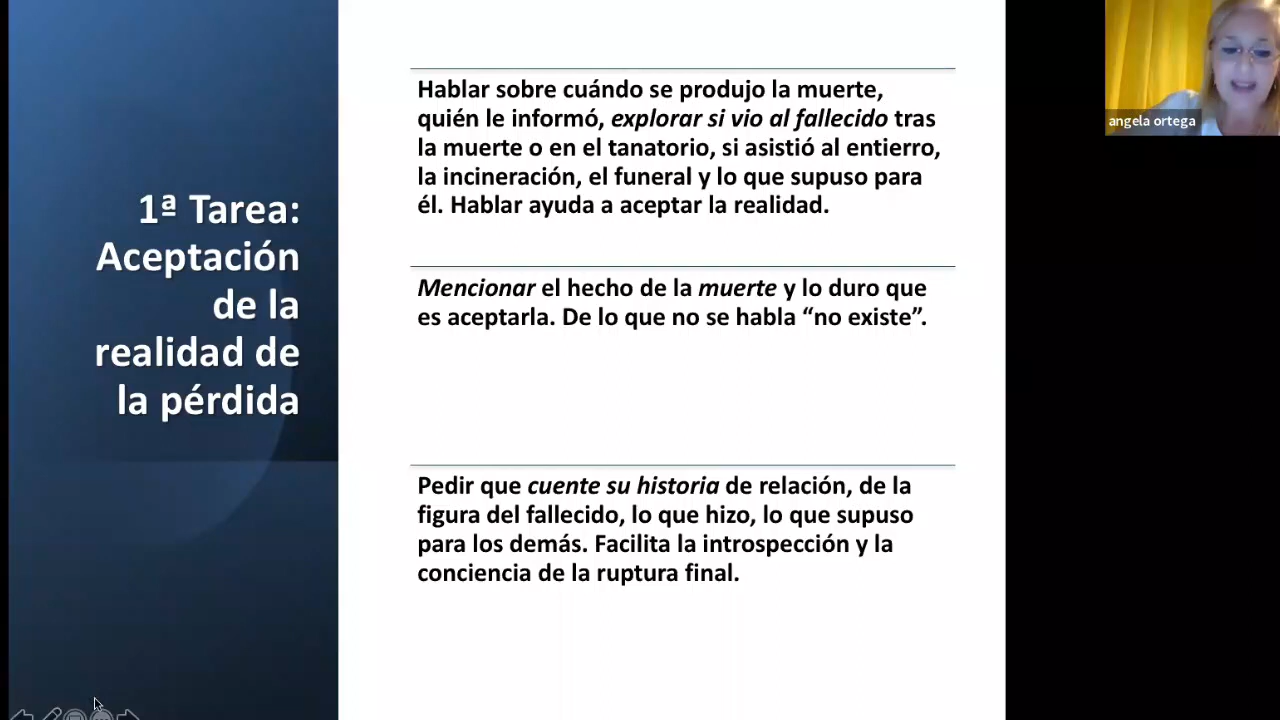 1ª Tarea:
Aceptación
de la
realidad de
la pérdida
Hablar sobre cuándo se produjo la muerte,
quién le informó, explorar si vio al fallecido tras
la muerte o en el tanatorio, si asistió al entierro,
la incineración, el funeral y lo que supuso para
él. Hablar ayuda a aceptar la realidad.
Mencionar el hecho de la muerte y lo duro que
es aceptarla. De lo que no se habla “no existe”.
Pedir que cuente su historia de relación, de la
figura del fallecido, lo que hizo, lo que supuso
para los demás. Facilita la introspección y la
conciencia de la ruptura final.
angela ortega